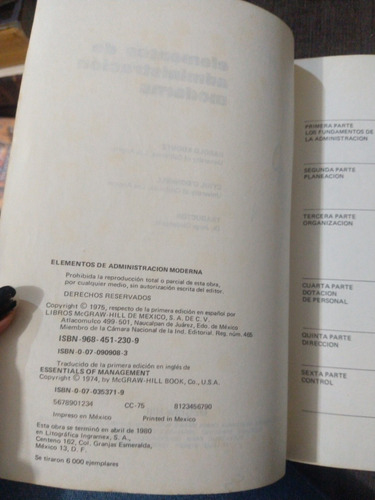 ELEMENTOS DE ADMINISTRACION MODERNA
Prohibida la reproducción total o parcial de esta obra,
por cualquier medio, sin autorización escrita del editor.
DERECHOS RESERVADOS
Copyright © 1975, respecto de la primera edición en español por
LIBROS McGRAW-HILL DE MEXICO, S. A. DE C. V.
Atlacomulco 499-501, Naucalpan de Juárez, Edo. de México
Miembro de la Cámara Nacional de la Ind. Editorial. Reg. núm. 465
ISBN-968-451-230-9
ISBN-0-07-090908-3
Traducido de la primera edición en inglés de
ESSENTIALS OF MANAGEMENT
Copyright © 1974, by McGRAW-HILL BOOK, Co., U.S.A.
ISBN-0-07-035371-9
5678901234 CC-75 8123456790
Impreso en México Printed in Mexico
Esta obra se terminó en abril de 1980
en Litográfica Ingramex, S. A.,
Centeno 162, Col. Granjas Esmeralda,
México 13, D. F.
Se tiraron 6 000 ejemplares
PRIMERA PARTE
LOS FUNDAMENTOS DE
LA ADMINISTRACION
SEGUNDA PARTE
PLANEACION
TERCERA PARTE
ORGANIZACION
CUARTA PARTE
DOTACION
DE PERSONAL
QUINTA PARTE
DIRECCION
SEXTA PARTE
CONTROL